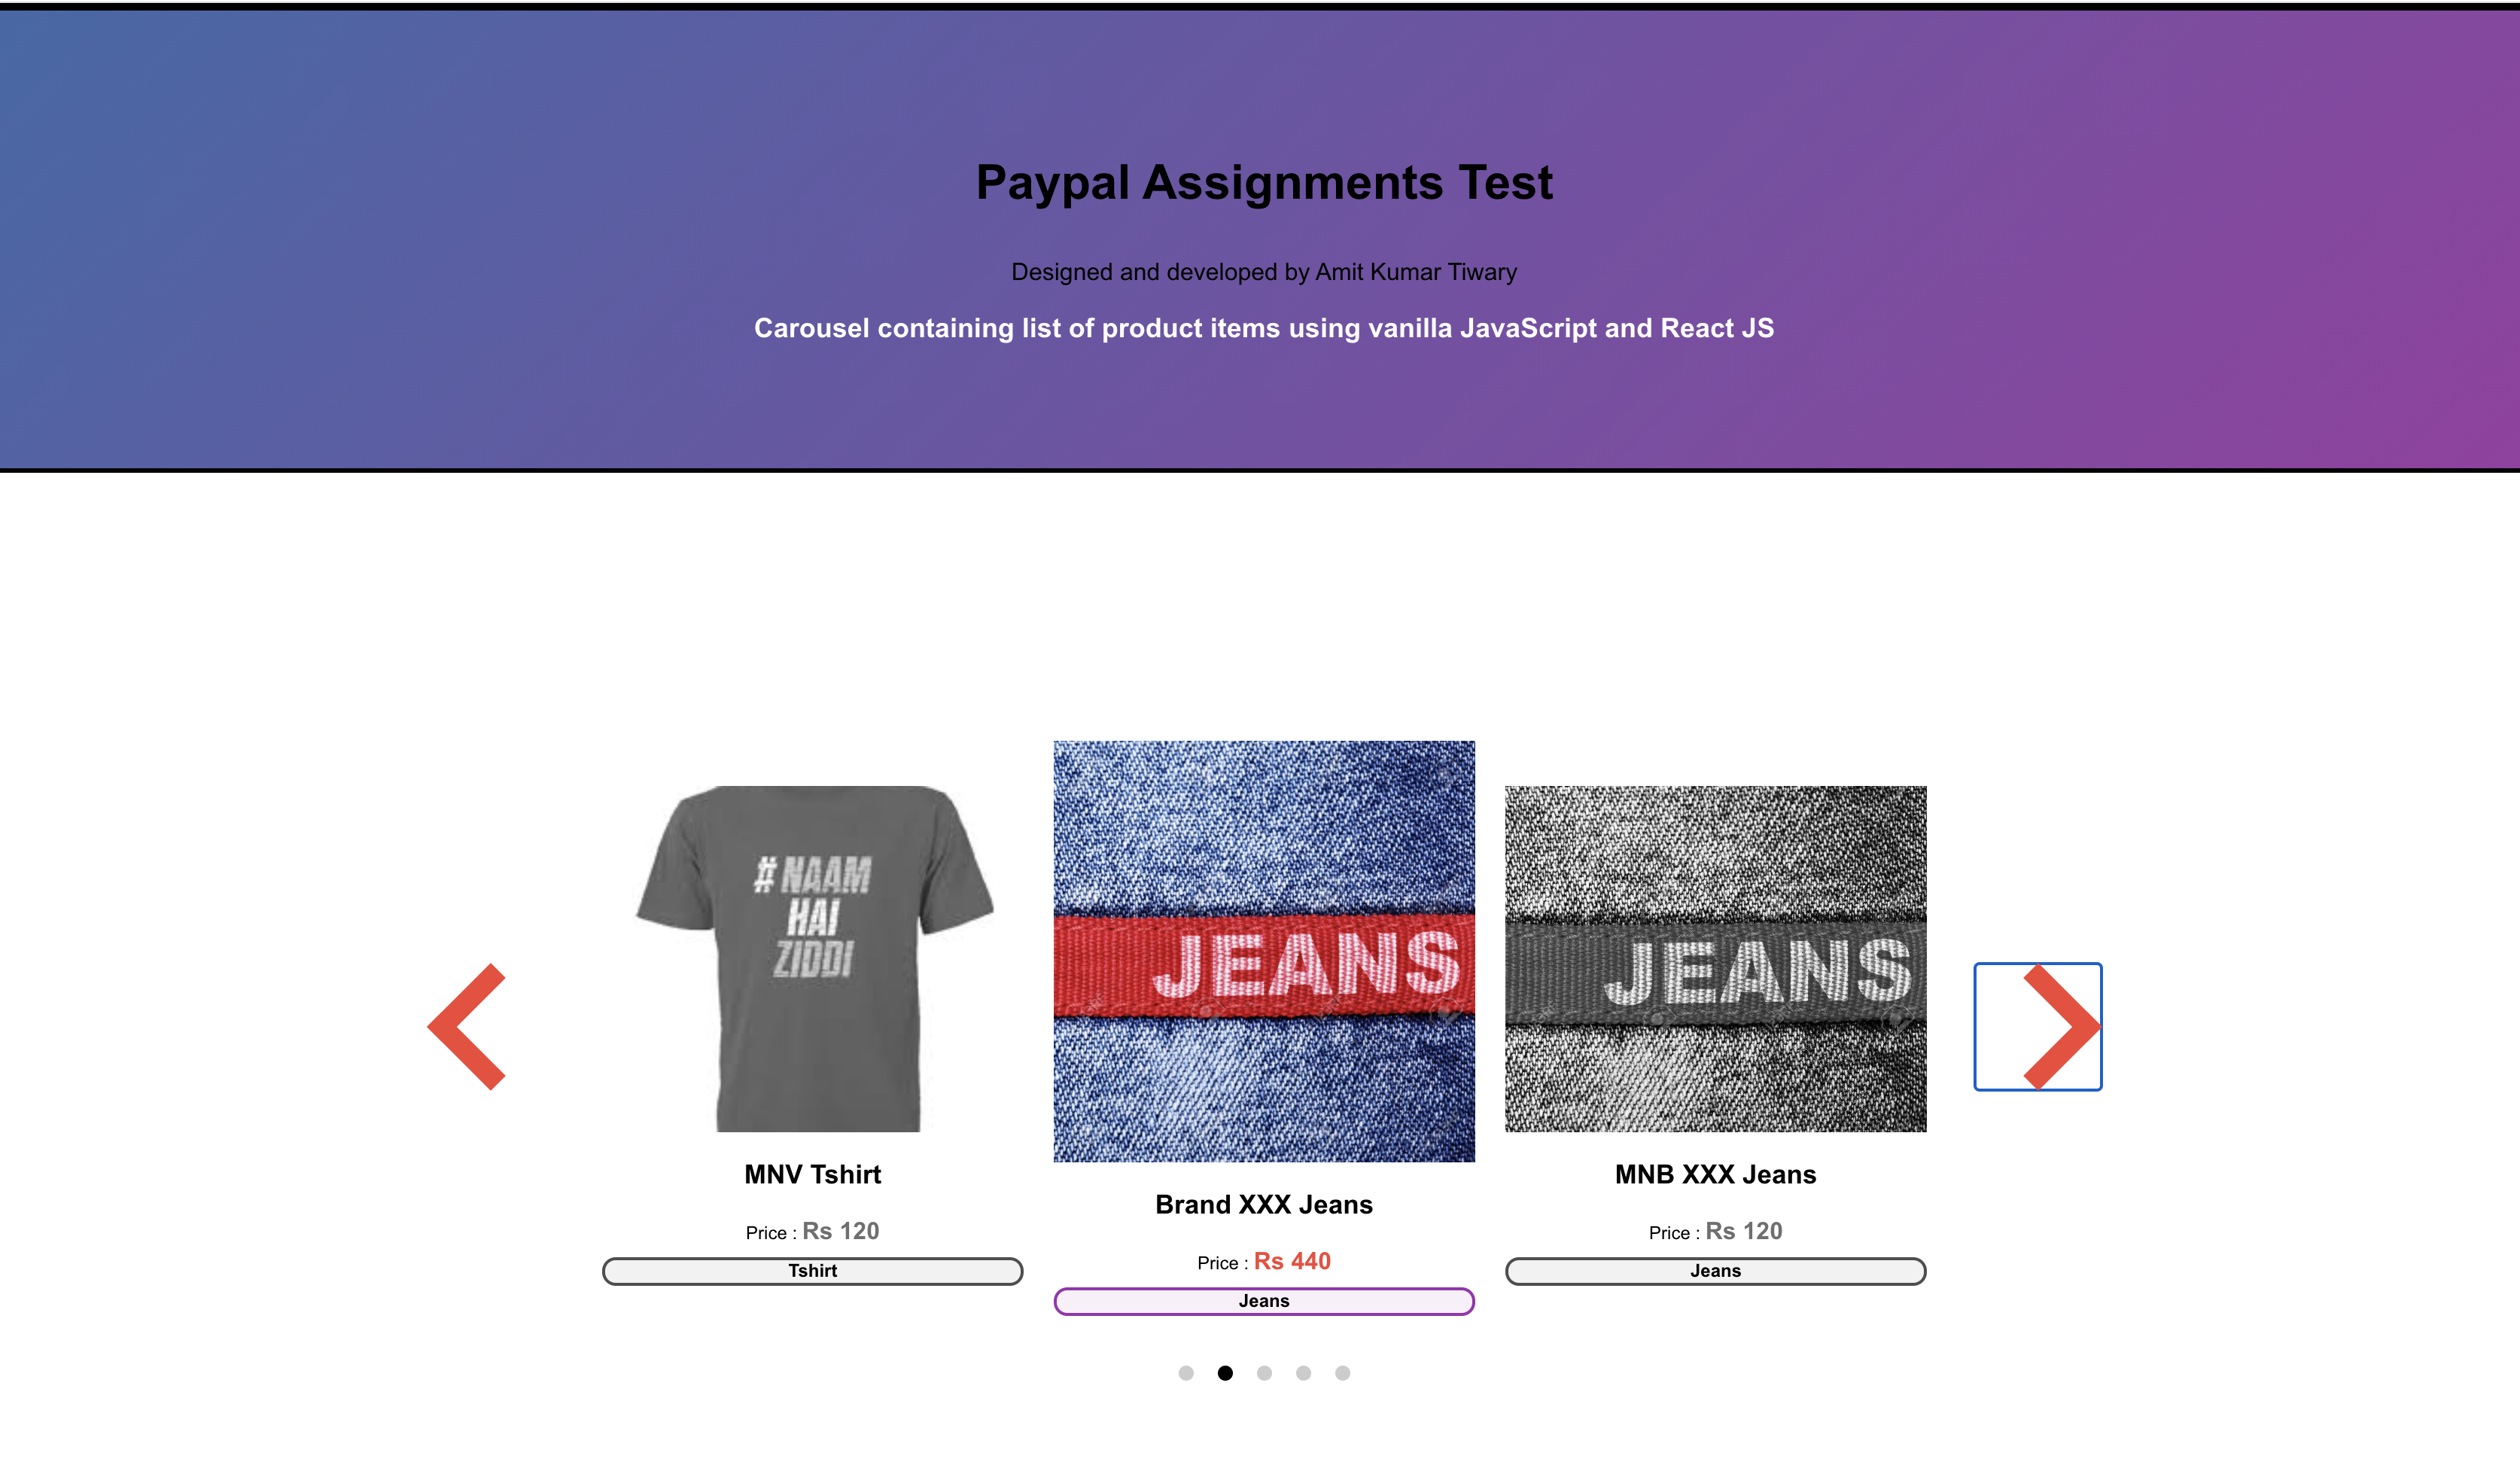 Paypal Assignments Test
Designed and developed by Amit Kumar Tiwary
Carousel containing list of product items using vanilla JavaScript and React JS
# NAAM
HAI
ZIDDI
JEANS
JEANS
MNV Tshirt
Price : Rs 120
Tshirt
Brand XXX Jeans
Price : Rs 440
Jeans
MNB XXX Jeans
Price : Rs 120
Jeans